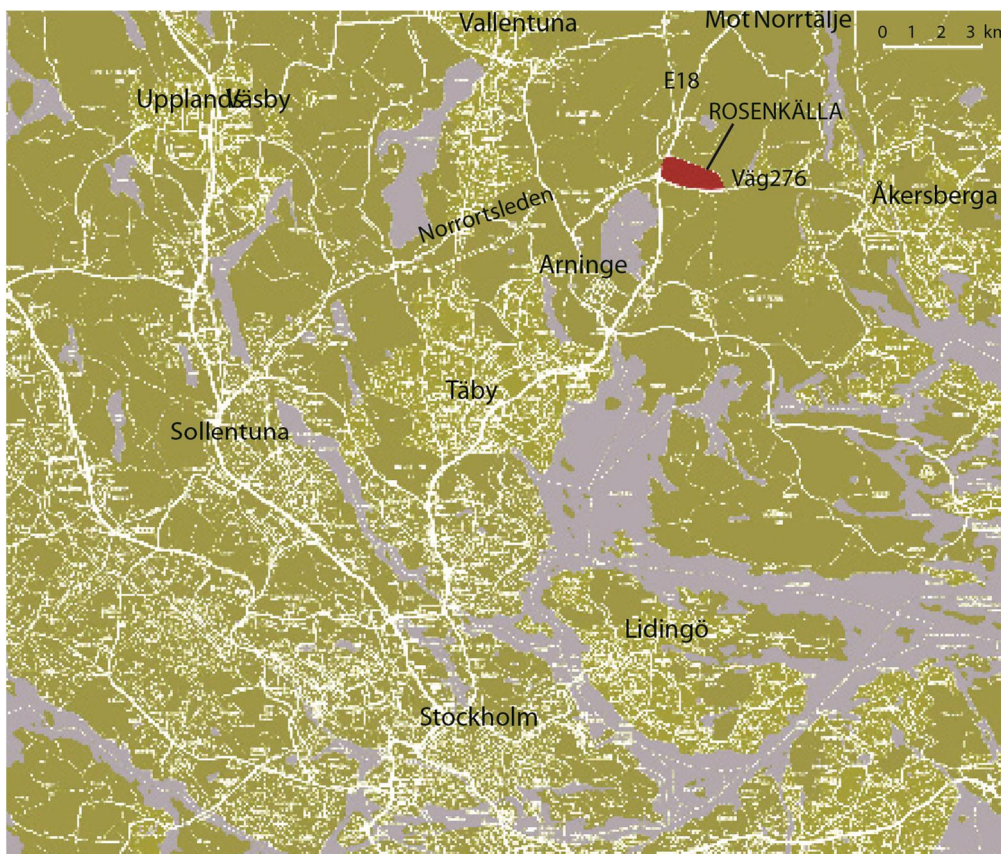 Vallentuna
Mot Norrtälje
0 1 2 3 km
E18
Upplands Väsby
ROSENKÄLLA
Väg276
Åkersberga
Norrortsleden
Arninge
Täby
Sollentuna
Lidingö
Stockholm